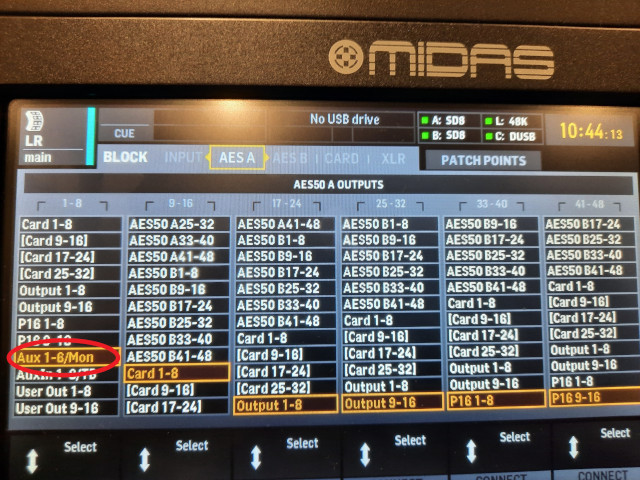 MIDAS
LR
main
CUE
No USB drive
A: SD8
L: 48K
B: SD8
C: DUSB
10:44:13
BLOCK
INPUT
AES A
AES B
CARD
XLR
PATCH POINTS
AES50 A OUTPUTS
1-8
9-16
17-24
25-32
33-40
41-48
Card 1-8
[Card 9-16]
[Card 17-24]
[Card 25-32]
Output 1-8
Output 9-16
P16 1-8
P16 9-16
Aux 1-6/Mon
AuxIn 1-6/TB
User Out 1-8
User Out 9-16
AES50 A25-32
AES50 A33-40
AES50 A41-48
AES50 B1-8
AES50 B9-16
AES50 B17-24
AES50 B25-32
AES50 B33-40
AES50 B41-48
Card 1-8
[Card 9-16]
[Card 17-24]
AES50 A41-48
AES50 B1-8
AES50 B9-16
AES50 B17-24
AES50 B25-32
AES50 B33-40
AES50 B41-48
Card 1-8
[Card 9-16]
[Card 17-24]
[Card 25-32]
Output 1-8
AES50 B1-8
AES50 B9-16
AES50 B17-24
AES50 B25-32
AES50 B33-40
AES50 B41-48
Card 1-8
[Card 9-16]
[Card 17-24]
[Card 25-32]
Output 1-8
Output 9-16
AES50 B9-16
AES50 B17-24
AES50 B25-32
AES50 B33-40
AES50 B41-48
Card 1-8
[Card 9-16]
[Card 17-24]
[Card 25-32]
Output 1-8
Output 9-16
P16 1-8
AES50 B17-24
AES50 B25-32
AES50 B33-40
AES50 B41-48
Card 1-8
[Card 9-16]
[Card 17-24]
[Card 25-32]
Output 1-8
Output 9-16
P16 1-8
P16 9-16
Select
Select
Select
Select
Select
Select
CONNECT
CONNECT
CONNECT